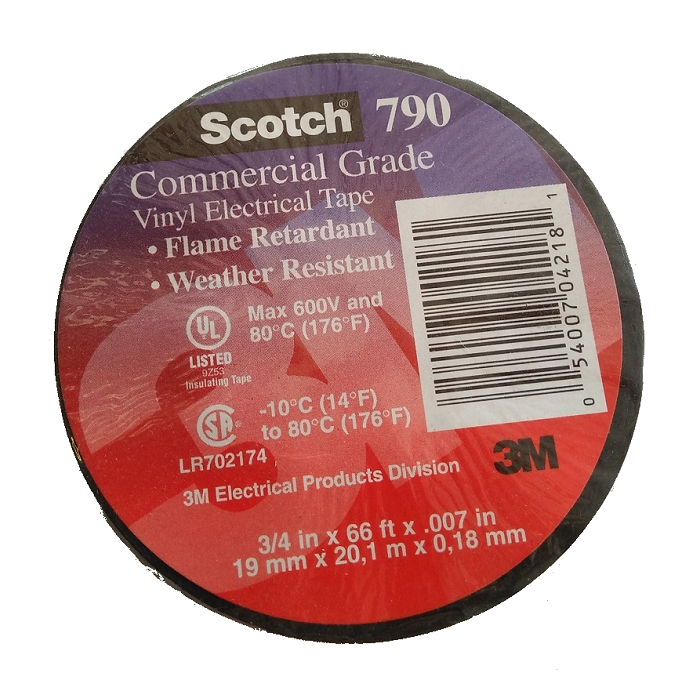 Scotch® 790
Commercial Grade
Vinyl Electrical Tape
• Flame Retardant
• Weather Resistant
UL
LISTED
9Z53
Insulating Tape
Max 600V and
80°C (176°F)
SA®
LR702174
-10°C (14°F)
to 80°C (176°F)
3M Electrical Products Division
3M
3/4 in x 66 ft x .007 in
19 mm x 20,1 m x 0,18 mm
0 54007 04218 1